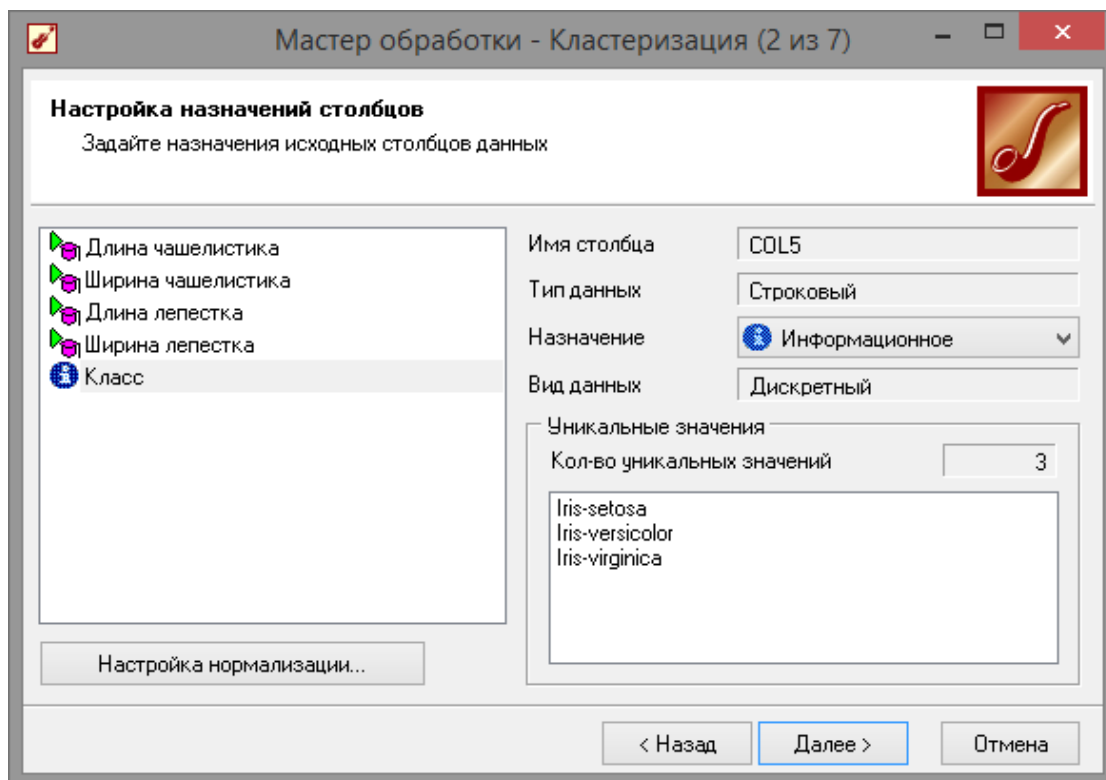 Мастер обработки - Кластеризация (2 из 7)
Настройка назначений столбцов
Задайте назначения исходных столбцов данных
Длина чашелистика
Ширина чашелистика
Длина лепестка
Ширина лепестка
Класс
Настройка нормализации...
Имя столбца COL5
Тип данных Строковый
Назначение Информационное
Вид данных Дискретный
Уникальные значения
Кол-во уникальных значений 3
Iris-setosa
Iris-versicolor
Iris-virginica
< Назад Далее > Отмена